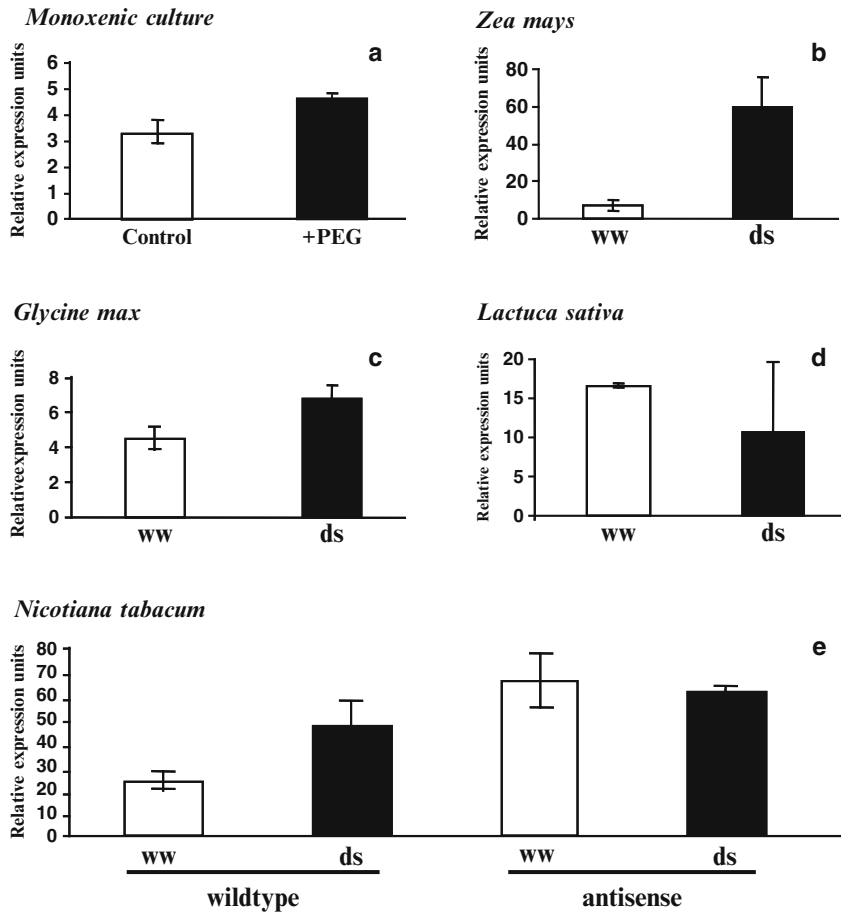 Monoxenic culture
a
Relative expression units
6
5
4
3
2
1
0
Control
+PEG
Zea mays
b
Relative expression units
80
60
40
20
0
ww
ds
Glycine max
c
Relativeexpression units
8
6
4
2
0
ww
ds
Lactuca sativa
d
Relative expression units
20
15
10
5
0
ww
ds
Nicotiana tabacum
e
Relative expression units
80
70
60
50
40
30
20
10
0
ww
ds
ww
ds
wildtype
antisense